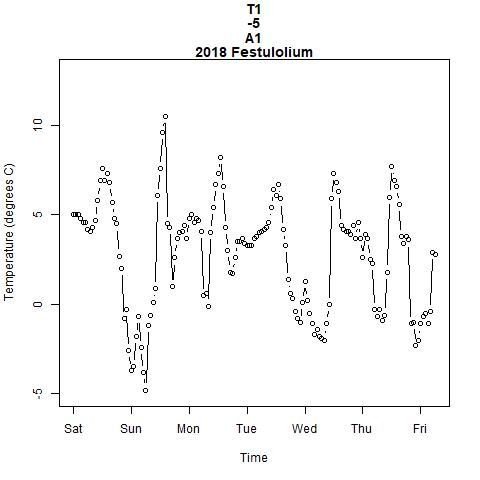 T1
-5
A1
2018 Festulolium
Temperature (degrees C)
10
5
0
-5
Sat Sun Mon Tue Wed Thu Fri
Time